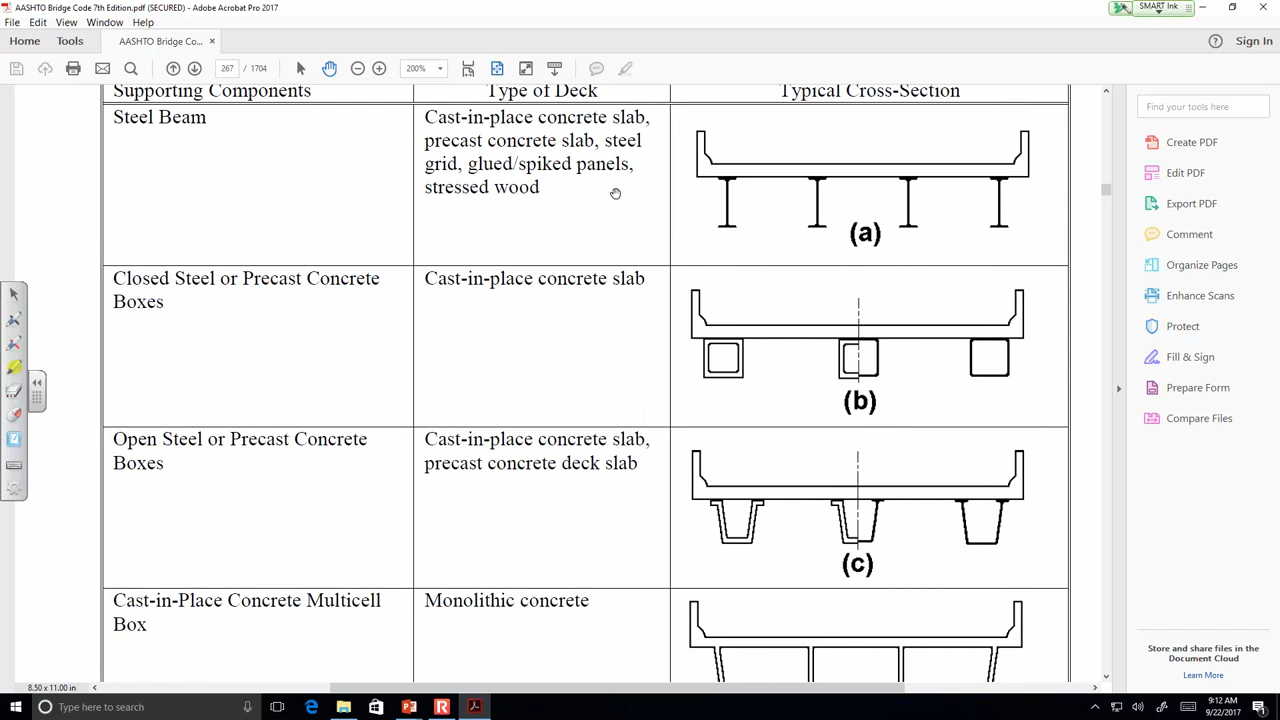 AASHTO Bridge Code 7th Edition.pdf (SECURED) - Adobe Acrobat Pro 2017
SMART Ink
File Edit View Window Help
Home Tools AASHTO Bridge Co... × Sign In
267 / 1704 200%
Supporting Components Type of Deck Typical Cross-Section
Steel Beam
Cast-in-place concrete slab,
precast concrete slab, steel
grid, glued/spiked panels,
stressed wood
(a)
Closed Steel or Precast Concrete
Boxes
Cast-in-place concrete slab
(b)
Open Steel or Precast Concrete
Boxes
Cast-in-place concrete slab,
precast concrete deck slab
(c)
Cast-in-Place Concrete Multicell
Box
Monolithic concrete
Find your tools here
Create PDF
Edit PDF
Export PDF
Comment
Organize Pages
Enhance Scans
Protect
Fill & Sign
Prepare Form
Compare Files
Store and share files in the
Document Cloud
Learn More
8.50 x 11.00 in
Type here to search
9:12 AM
9/22/2017